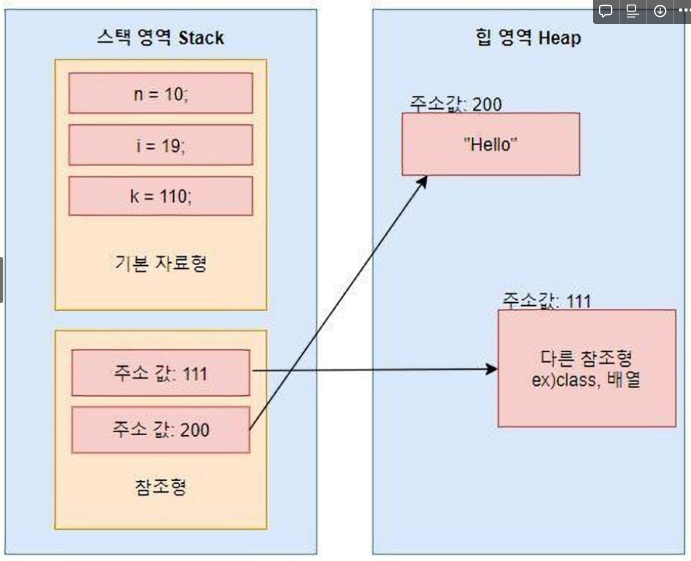 스택 영역 Stack
n = 10;
i = 19;
k = 110;
기본 자료형
주소 값: 111
주소 값: 200
참조형
힙 영역 Heap
주소값: 200
"Hello"
주소값: 111
다른 참조형
ex)class, 배열